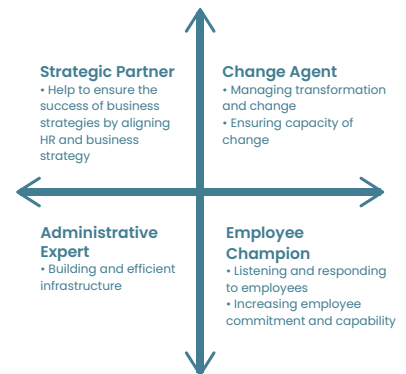 Strategic Partner
• Help to ensure the
success of business
strategies by aligning
HR and business
strategy
Change Agent
• Managing transformation
and change
• Ensuring capacity of
change
Administrative
Expert
• Building and efficient
infrastructure
Employee
Champion
• Listening and responding
to employees
• Increasing employee
commitment and capability